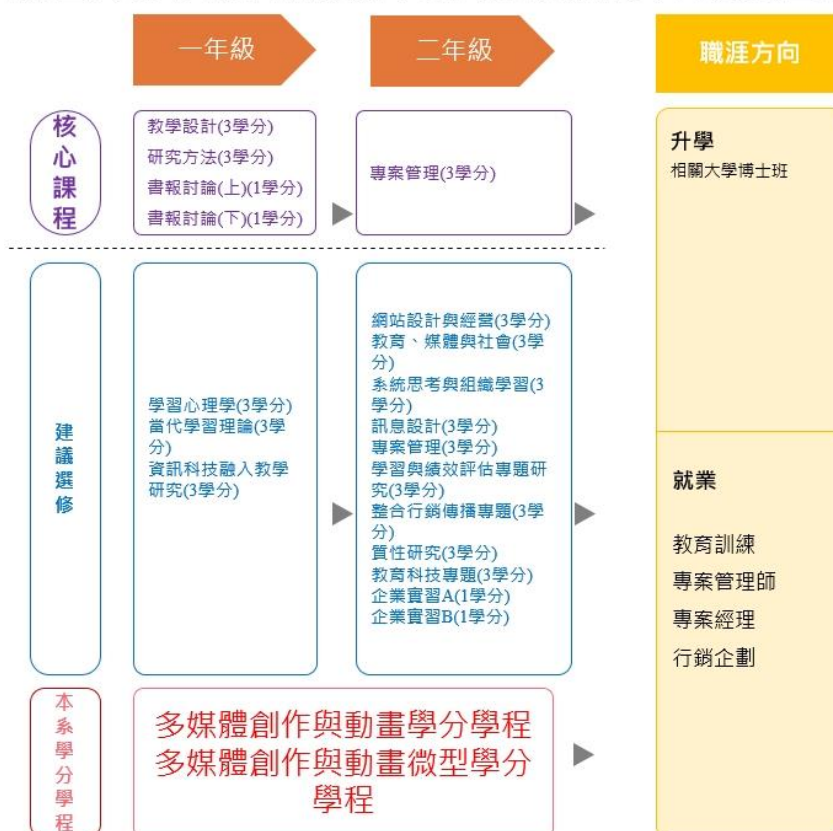 一年級
二年級
職涯方向
核
心
課
程
教學設計(3學分)
研究方法(3學分)
書報討論(上)(1學分)
書報討論(下)(1學分)
專案管理(3學分)
升學
相關大學博士班
建
議
選
修
學習心理學(3學分)
當代學習理論(3學
分)
資訊科技融入教學
研究(3學分)
網站設計與經營(3學分)
教育、媒體與社會(3學
分)
系統思考與組織學習(3
學分)
訊息設計(3學分)
專案管理(3學分)
學習與績效評估專題研
究(3學分)
整合行銷傳播專題(3學
分)
質性研究(3學分)
教育科技專題(3學分)
企業實習A(1學分)
企業實習B(1學分)
就業
教育訓練
專案管理師
專案經理
行銷企劃
本
系
學
分
學
程
多媒體創作與動畫學分學程
多媒體創作與動畫微型學分
學程